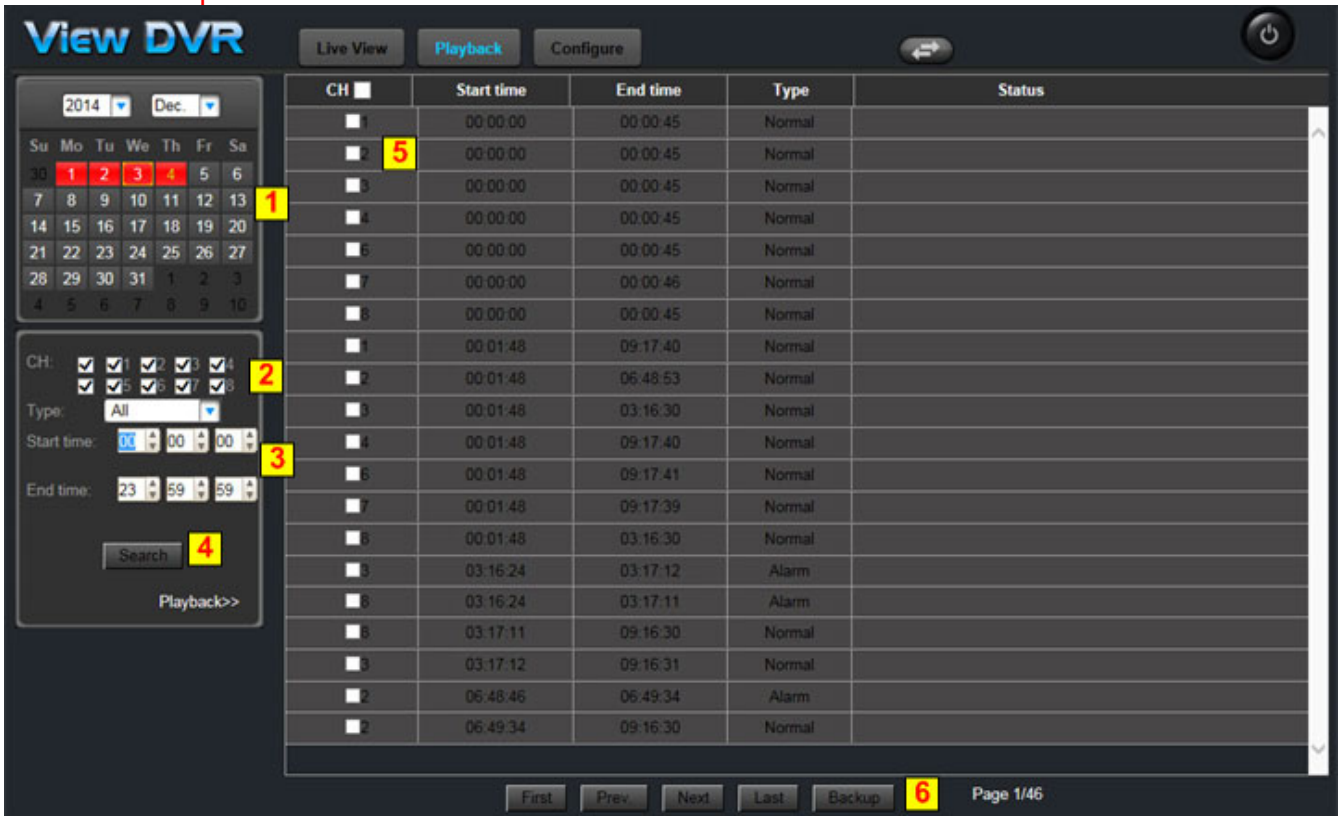 View DVR
Live View Playback Configure
2014 Dec.
Su Mo Tu We Th Fr Sa
30 1 2 3 4 5 6
7 8 9 10 11 12 13
14 15 16 17 18 19 20
21 22 23 24 25 26 27
28 29 30 31 1 2 3
4 5 6 7 8 9 10
1
CH: 1 2 3 4
5 6 7 8
2
Type: All
Start time: 00 00 00
3
End time: 23 59 59
Search 4
Playback>>
CH Start time End time Type Status
1 00:00:00 00:00:45 Normal
2 5 00:00:00 00:00:45 Normal
3 00:00:00 00:00:45 Normal
4 00:00:00 00:00:45 Normal
6 00:00:00 00:00:45 Normal
7 00:00:00 00:00:46 Normal
8 00:00:00 00:00:45 Normal
1 00:01:48 09:17:40 Normal
2 00:01:48 06:48:53 Normal
3 00:01:48 03:16:30 Normal
4 00:01:48 09:17:40 Normal
6 00:01:48 09:17:41 Normal
7 00:01:48 09:17:39 Normal
8 00:01:48 03:16:30 Normal
3 03:16:24 03:17:12 Alarm
8 03:16:24 03:17:11 Alarm
8 03:17:11 09:16:30 Normal
3 03:17:12 09:16:31 Normal
2 06:48:46 06:49:34 Alarm
2 06:49:34 09:16:30 Normal
First Prev. Next Last Backup 6 Page 1/46